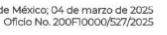 de México; 04 de marzo de 2025
Oficio No. 200F10000/527/2025